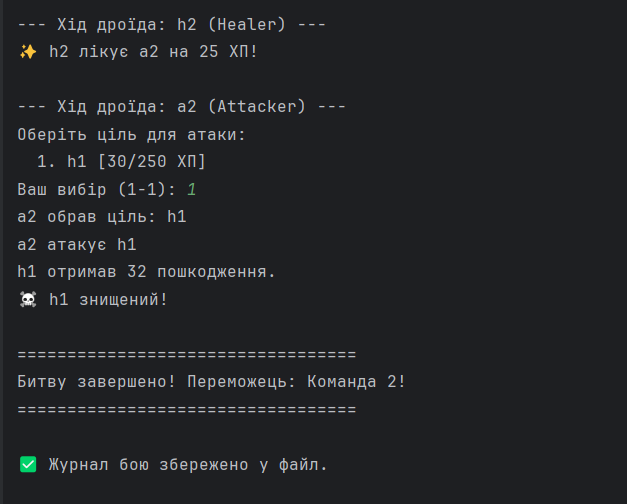 --- Хід дроїда: h2 (Healer) ---
✨ h2 лікує a2 на 25 ХП!
--- Хід дроїда: a2 (Attacker) ---
Оберіть ціль для атаки:
1. h1 [30/250 ХП]
Ваш вибір (1-1): 1
a2 обрав ціль: h1
a2 атакує h1
h1 отримав 32 пошкодження.
☠️ h1 знищений!
==================================
Битву завершено! Переможець: Команда 2!
==================================
✅ Журнал бою збережено у файл.